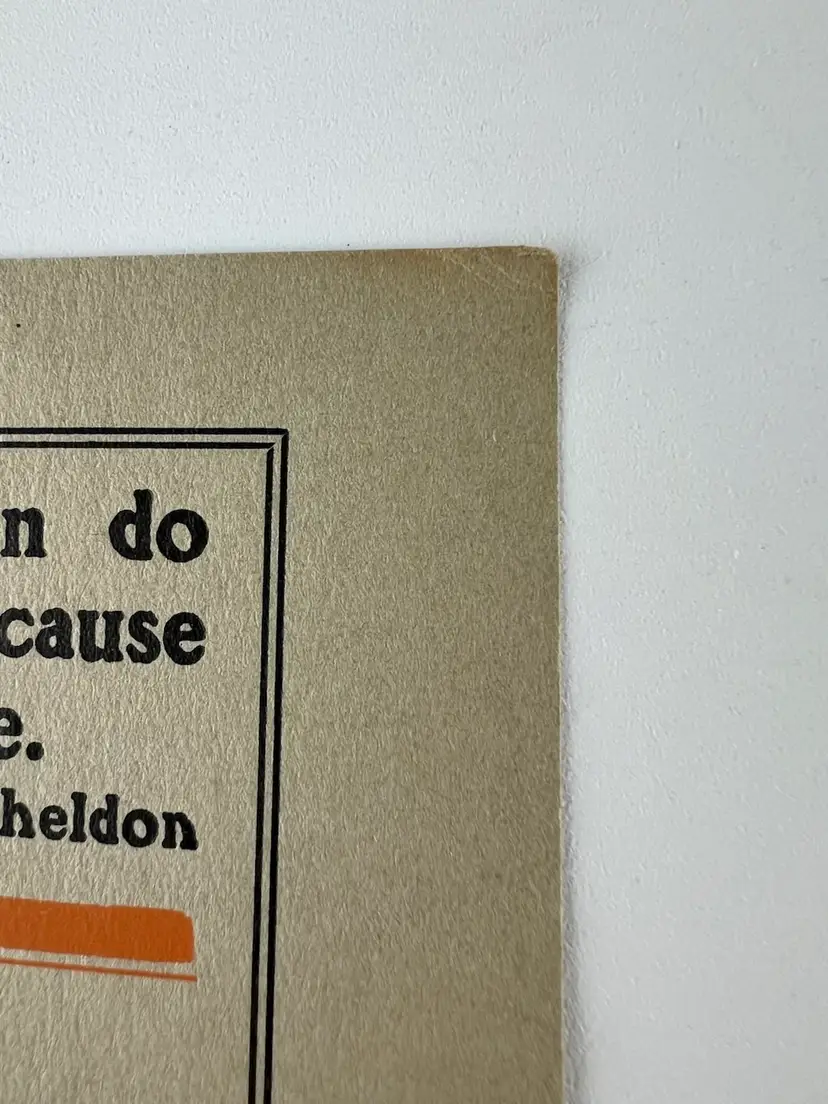 n do
cause
e.
heldon